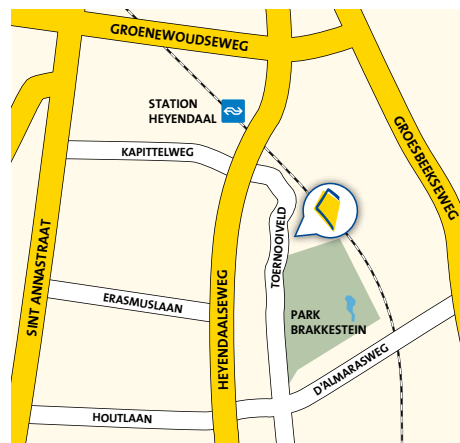 GROENEWOUDSEWEG
STATION
HEYENDAAL
KAPITTELWEG
GROESBEEKSEWEG
TOERNOOIVELD
SINT ANNASTRAAT
HEYENDAALSEWEG
ERASMUSLAAN
PARK
BRAKKESTEIN
D'ALMARASWEG
HOUTLAAN